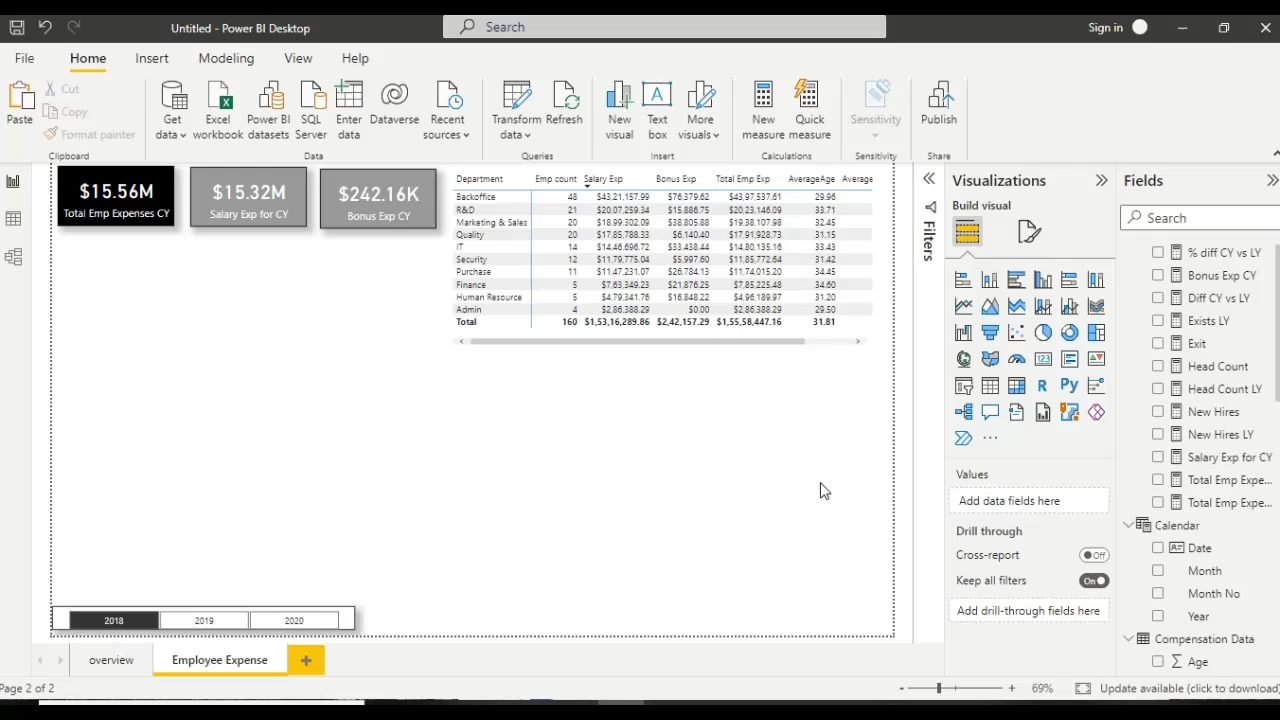 Untitled - Power BI Desktop
Search
Sign in
File Home Insert Modeling View Help
Paste
Cut
Copy
Format painter
Clipboard
Get data
Excel workbook
Power BI datasets
SQL Server
Enter data
Dataverse
Recent sources
Data
Transform data
Refresh
Queries
New visual
Text box
More visuals
Insert
New measure
Quick measure
Calculations
Sensitivity
Sensitivity
Publish
Share
$15.56M
Total Emp Expenses CY
$15.32M
Salary Exp for CY
$242.16K
Bonus Exp CY
Department Emp count Salary Exp Bonus Exp Total Emp Exp AverageAge Average
Backoffice 48 $43,21,157.99 $76,379.62 $43,97,537.61 29.96
R&D 21 $20,07,259.34 $15,886.75 $20,23,146.09 33.71
Marketing & Sales 20 $18,99,302.09 $38,805.88 $19,38,107.98 32.45
Quality 20 $17,85,788.33 $6,140.40 $17,91,928.73 31.15
IT 14 $14,46,696.72 $33,438.44 $14,80,135.16 33.43
Security 12 $11,79,775.04 $5,997.60 $11,85,772.64 31.42
Purchase 11 $11,47,231.07 $26,784.13 $11,74,015.20 34.45
Finance 5 $7,63,349.23 $21,876.25 $7,85,225.48 34.60
Human Resource 5 $4,79,341.76 $16,848.22 $4,96,189.97 31.20
Admin 4 $2,86,388.29 $0.00 $2,86,388.29 29.50
Total 160 $1,53,16,289.86 $2,42,157.29 $1,55,58,447.16 31.81
2018 2019 2020
Filters
Visualizations
Build visual
123
R
Py
...
Values
Add data fields here
Drill through
Cross-report
Off
Keep all filters
On
Add drill-through fields here
Fields
Search
% diff CY vs LY
Bonus Exp CY
Diff CY vs LY
Exists LY
Exit
Head Count
Head Count LY
New Hires
New Hires LY
Salary Exp for CY
Total Emp Expe...
Total Emp Expe...
Calendar
Date
Month
Month No
Year
Compensation Data
Age
overview
Employee Expense
+
Page 2 of 2
- + 69%
Update available (click to download)